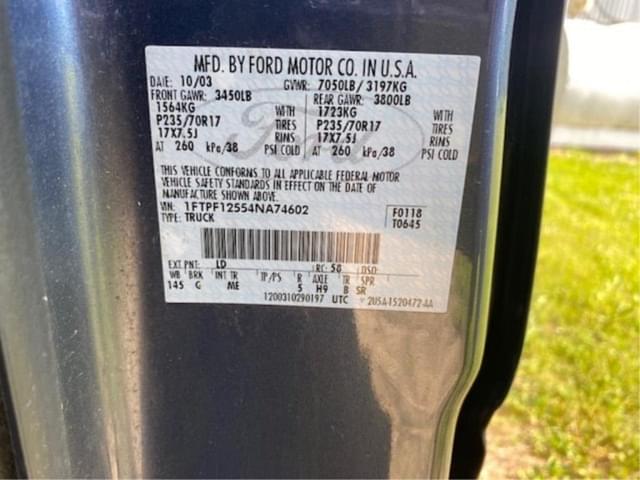 MFD. BY FORD MOTOR CO. IN U.S.A.
DATE: 10/03 GVWR: 7050LB/ 3197KG
FRONT GAWR: 3450LB REAR GAWR: 3800LB
1564KG WITH 1723KG WITH
P235/70R17 TIRES P235/70R17 TIRES
17X7.5J RIMS 17X7.5J RIMS
AT 260 kPa/38 PSI COLD AT 260 kPa/38 PSI COLD
THIS VEHICLE CONFORMS TO ALL APPLICABLE FEDERAL MOTOR
VEHICLE SAFETY STANDARDS IN EFFECT ON THE DATE OF
MANUFACTURE SHOWN ABOVE.
VIN: 1FTPF12554NA74602 F0118
TYPE: TRUCK T0645
EXT PNT: LD RC: 58 DSO:
WB BRK INT TR TP/PS R AXLE TR SPR
145 G ME 5 H9 B SR
1200310290197 UTC 2U5A-1520472-AA
Ford